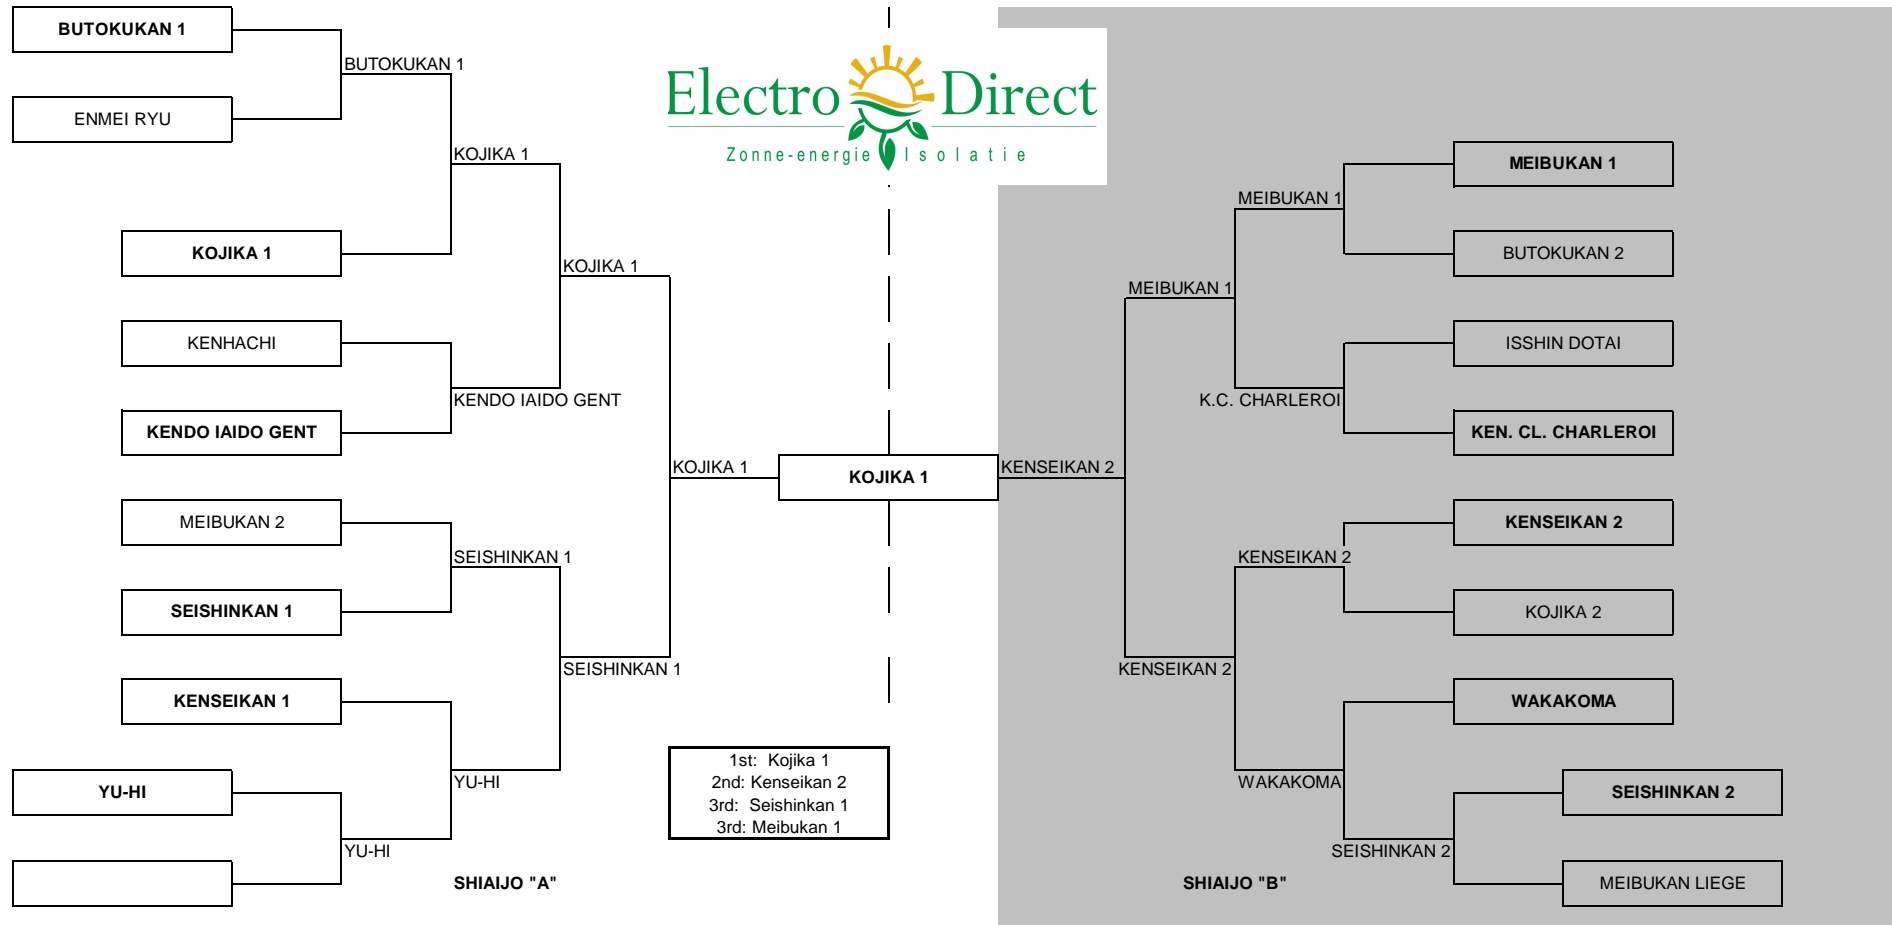 BUTOKUKAN 1
BUTOKUKAN 1
ENMEI RYU
KOJIKA 1
KOJIKA 1
KOJIKA 1
KENHACHI
KENDO IAIDO GENT
KENDO IAIDO GENT
KOJIKA 1
MEIBUKAN 2
SEISHINKAN 1
SEISHINKAN 1
SEISHINKAN 1
KENSEIKAN 1
YU-HI
YU-HI
YU-HI
SHIAIJO "A"
Electro Direct
Zonne-energie Isolatie
KOJIKA 1
1st: Kojika 1
2nd: Kenseikan 2
3rd: Seishinkan 1
3rd: Meibukan 1
MEIBUKAN 1
MEIBUKAN 1
BUTOKUKAN 2
MEIBUKAN 1
ISSHIN DOTAI
K.C. CHARLEROI
KEN. CL. CHARLEROI
KENSEIKAN 2
KENSEIKAN 2
KENSEIKAN 2
KOJIKA 2
KENSEIKAN 2
WAKAKOMA
WAKAKOMA
SEISHINKAN 2
SEISHINKAN 2
MEIBUKAN LIEGE
SHIAIJO "B"